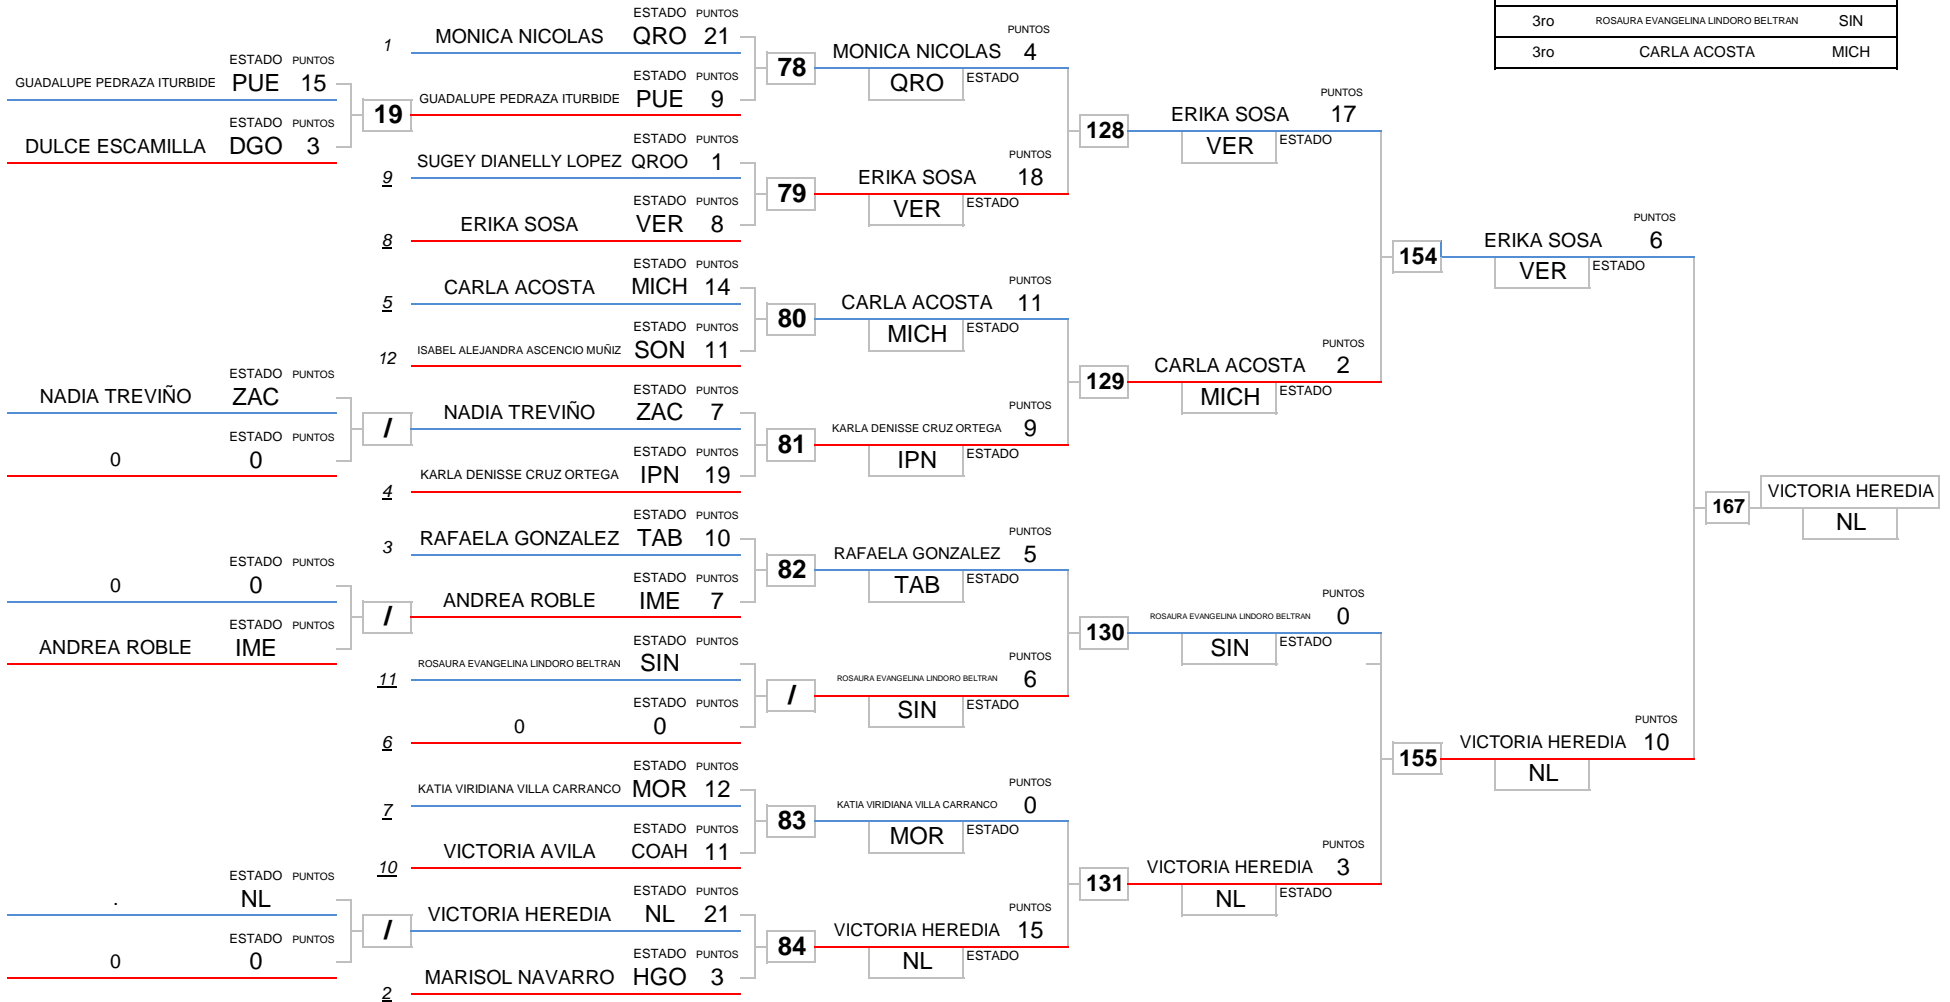 3ro ROSAURA EVANGELINA LINDORO BELTRAN SIN
3ro CARLA ACOSTA MICH
ESTADO PUNTOS
GUADALUPE PEDRAZA ITURBIDE PUE 15
ESTADO PUNTOS
DULCE ESCAMILLA DGO 3
19
ESTADO PUNTOS
NADIA TREVIÑO ZAC
ESTADO PUNTOS
0 0
/
ESTADO PUNTOS
0 0
ESTADO PUNTOS
ANDREA ROBLE IME
/
ESTADO PUNTOS
. NL
ESTADO PUNTOS
0 0
/
ESTADO PUNTOS
1 MONICA NICOLAS QRO 21
ESTADO PUNTOS
GUADALUPE PEDRAZA ITURBIDE PUE 9
78
ESTADO PUNTOS
9 SUGEY DIANELLY LOPEZ QROO 1
ESTADO PUNTOS
8 ERIKA SOSA VER 8
79
ESTADO PUNTOS
5 CARLA ACOSTA MICH 14
ESTADO PUNTOS
12 ISABEL ALEJANDRA ASCENCIO MUÑIZ SON 11
80
ESTADO PUNTOS
NADIA TREVIÑO ZAC 7
ESTADO PUNTOS
4 KARLA DENISSE CRUZ ORTEGA IPN 19
81
ESTADO PUNTOS
3 RAFAELA GONZALEZ TAB 10
ESTADO PUNTOS
ANDREA ROBLE IME 7
82
ESTADO PUNTOS
11 ROSAURA EVANGELINA LINDORO BELTRAN SIN
ESTADO PUNTOS
6 0 0
/
ESTADO PUNTOS
7 KATIA VIRIDIANA VILLA CARRANCO MOR 12
ESTADO PUNTOS
10 VICTORIA AVILA COAH 11
83
ESTADO PUNTOS
VICTORIA HEREDIA NL 21
ESTADO PUNTOS
2 MARISOL NAVARRO HGO 3
84
PUNTOS
MONICA NICOLAS 4
QRO ESTADO
PUNTOS
ERIKA SOSA 18
VER ESTADO
128
PUNTOS
CARLA ACOSTA 11
MICH ESTADO
PUNTOS
KARLA DENISSE CRUZ ORTEGA 9
IPN ESTADO
129
PUNTOS
RAFAELA GONZALEZ 5
TAB ESTADO
PUNTOS
ROSAURA EVANGELINA LINDORO BELTRAN 6
SIN ESTADO
130
PUNTOS
KATIA VIRIDIANA VILLA CARRANCO 0
MOR ESTADO
PUNTOS
VICTORIA HEREDIA 15
NL ESTADO
131
PUNTOS
ERIKA SOSA 17
VER ESTADO
PUNTOS
CARLA ACOSTA 2
MICH ESTADO
154
PUNTOS
ROSAURA EVANGELINA LINDORO BELTRAN 0
SIN ESTADO
PUNTOS
VICTORIA HEREDIA 3
NL ESTADO
155
PUNTOS
ERIKA SOSA 6
VER ESTADO
PUNTOS
VICTORIA HEREDIA 10
NL
167
VICTORIA HEREDIA
NL